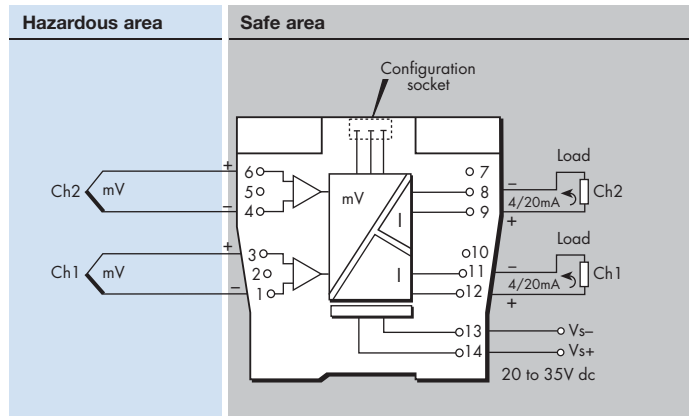 Hazardous area
Safe area
Configuration
socket
Ch2
mV
+
–
6
5
4
mV
I
I
7
8
9
–
4/20mA
+
Load
Ch2
Ch1
mV
+
–
3
2
1
10
11
12
–
4/20mA
+
Load
Ch1
13
14
Vs–
Vs+
20 to 35V dc